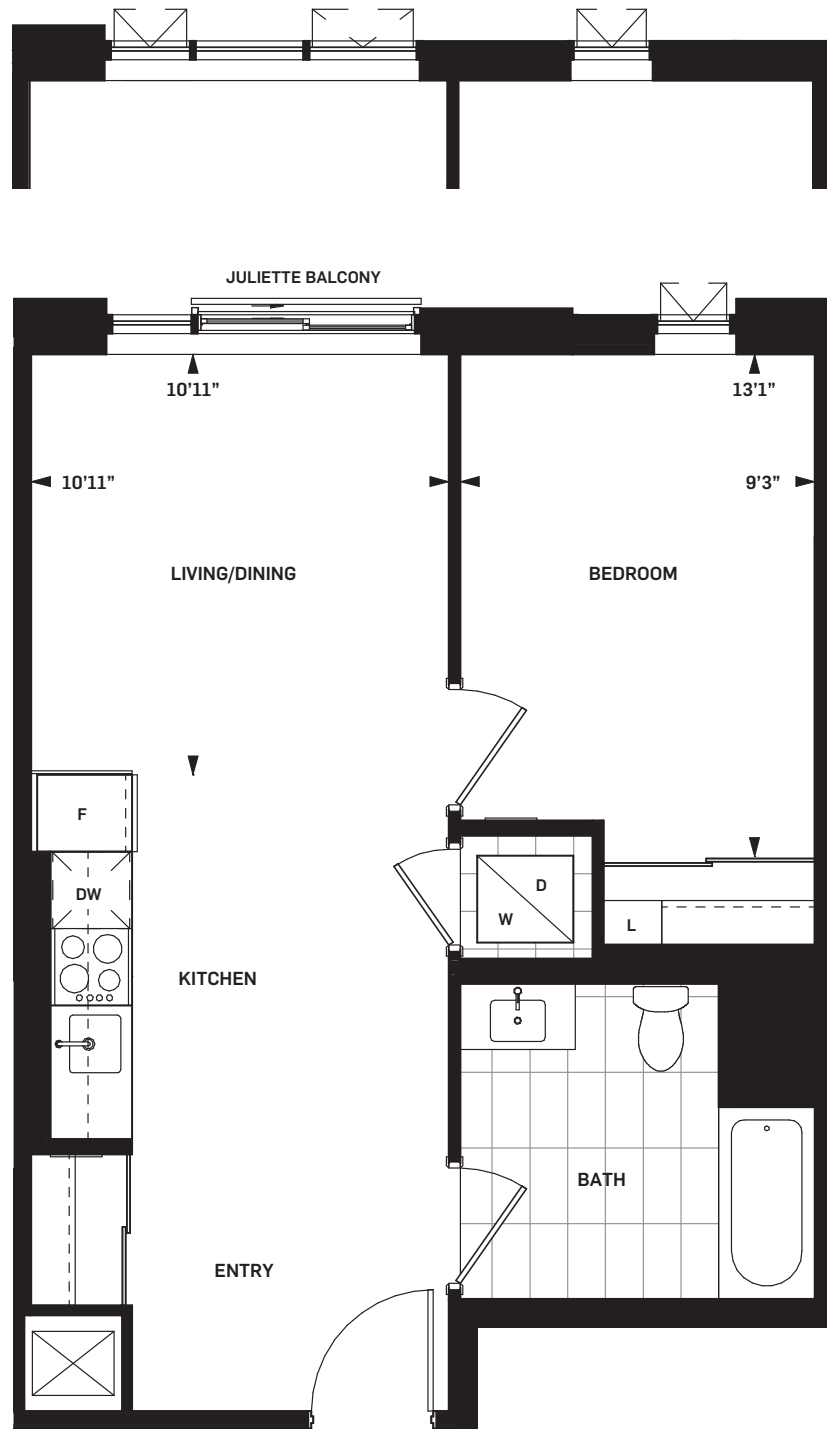 JULIETTE BALCONY
10'11" 13'1"
10'11" 9'3"
LIVING/DINING BEDROOM
F
DW D
W L
KITCHEN
BATH
ENTRY